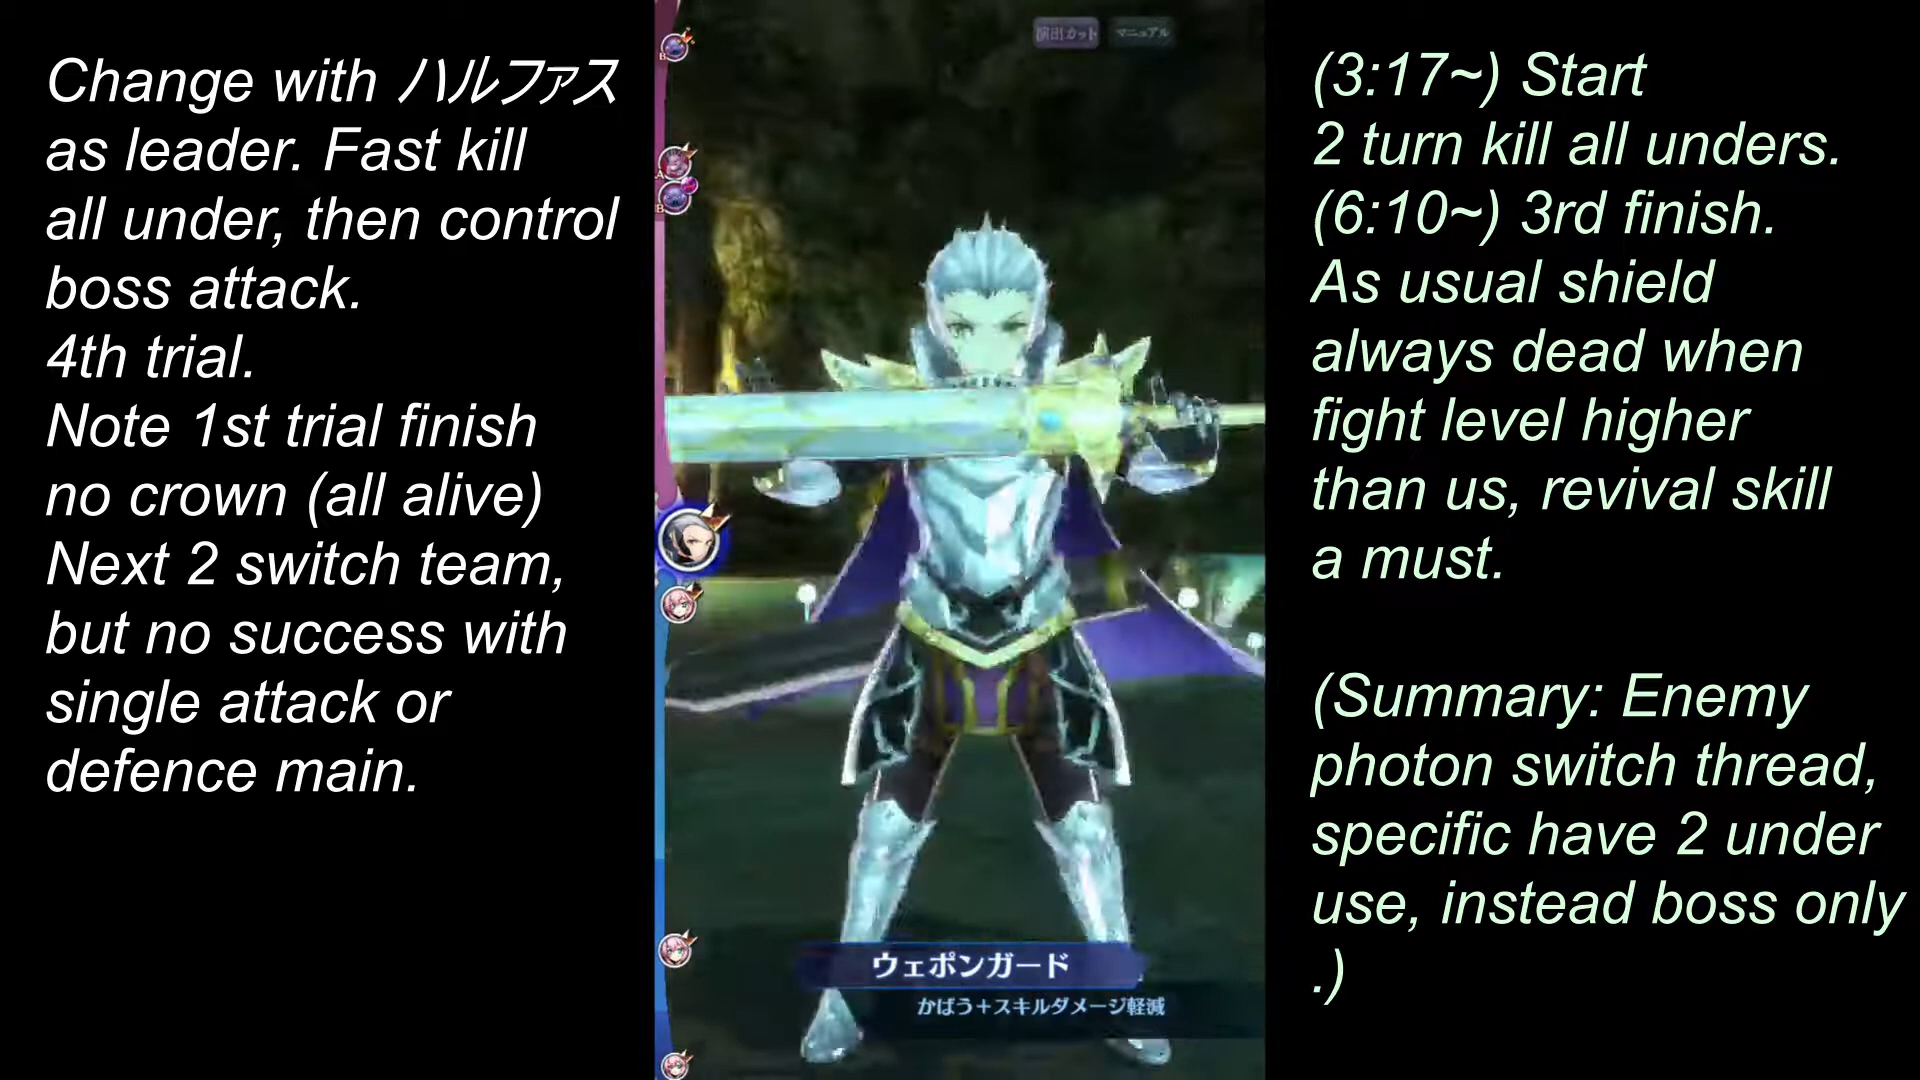 Change with ハルファス
as leader. Fast kill
all under, then control
boss attack.
4th trial.
Note 1st trial finish
no crown (all alive)
Next 2 switch team,
but no success with
single attack or
defence main.
演出カット マニュアル
B
A
B
ウェポンガード
かばう+スキルダメージ軽減
(3:17~) Start
2 turn kill all unders.
(6:10~) 3rd finish.
As usual shield
always dead when
fight level higher
than us, revival skill
a must.
(Summary: Enemy
photon switch thread,
specific have 2 under
use, instead boss only
.)